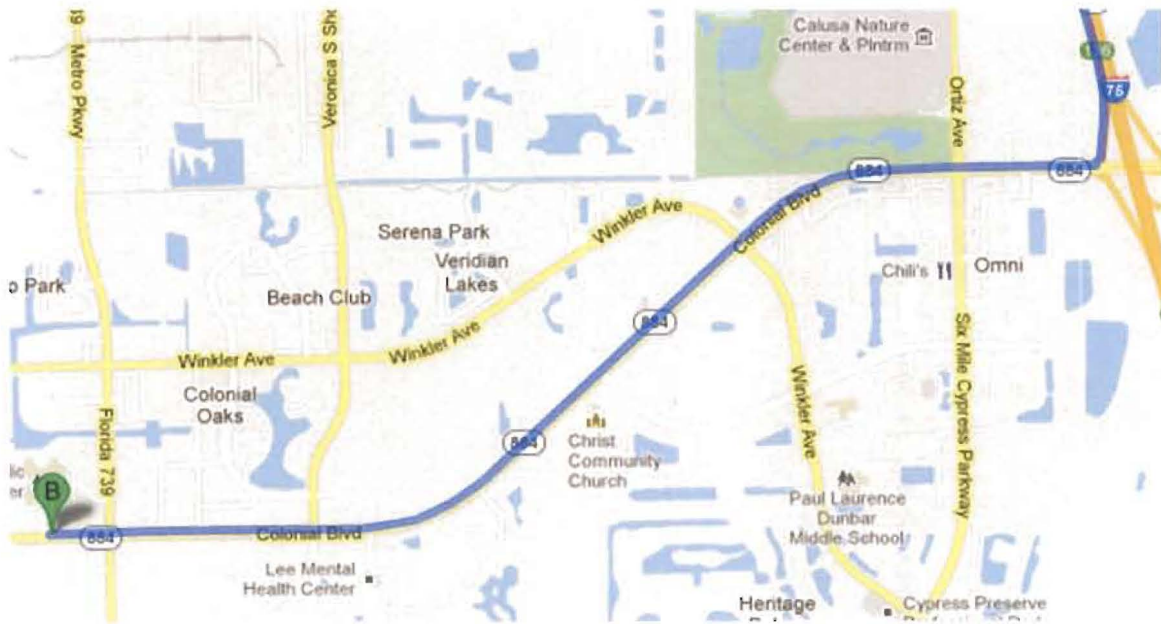 Calusa Nature
Center & Plntrm
Metro Pkwy
Veronica S Sho
Ortiz Ave
75
884
884
Colonial Blvd
Winkler Ave
Serena Park
Veridian
Lakes
Chili's
Omni
o Park
Beach Club
884
Winkler Ave
Winkler Ave
Six Mile Cypress Parkway
Colonial
Oaks
Winkler Ave
Florida 739
884
Christ
Community
Church
B
Paul Laurence
Dunbar
Middle School
884
Colonial Blvd
Lee Mental
Health Center
Heritage
Cypress Preserve